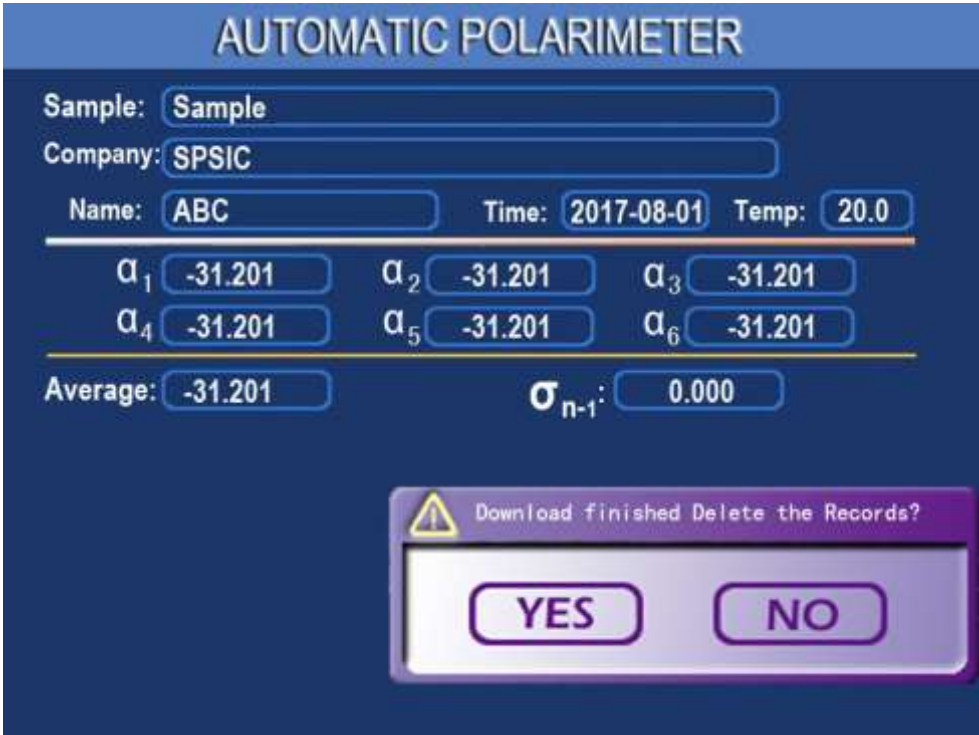 AUTOMATIC POLARIMETER
Sample: Sample
Company: SPSIC
Name: ABC Time: 2017-08-01 Temp: 20.0
α1 -31.201 α2 -31.201 α3 -31.201
α4 -31.201 α5 -31.201 α6 -31.201
Average: -31.201 σn-1: 0.000
Download finished Delete the Records?
YES NO